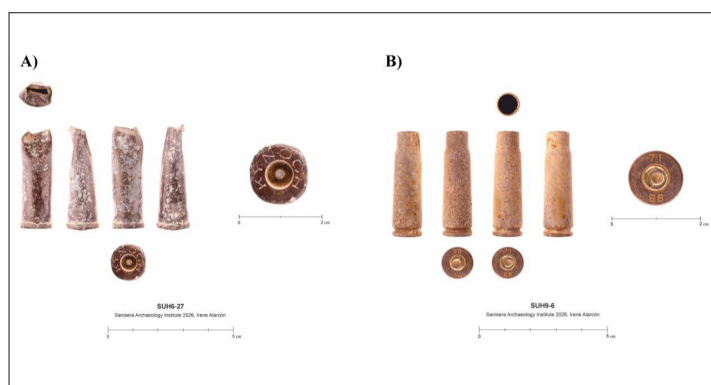 A)
B)
71
0 2 cm
0 2 cm
SUH6-27
Sanisera Archaeology Institute 2026, Irene Alarcón
0 5 cm
SUH9-6
Sanisera Archaeology Institute 2026, Irene Alarcón
0 5 cm